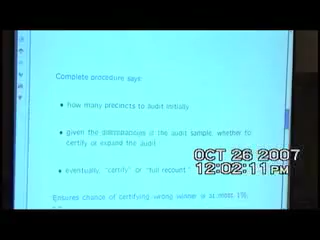 Complete procedure says:
• how many precincts to audit initially
• given the discrepancies in the audit sample, whether to
certify or expand the audit
OCT 26 2007
12:02:11 PM
• eventually, "certify" or "full recount"
Ensures chance of certifying wrong winner is at most 1%